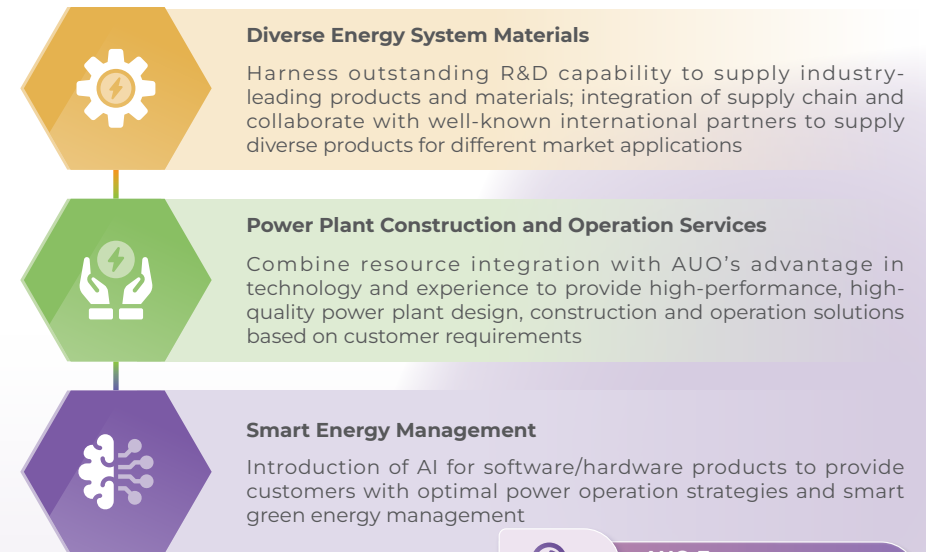 Diverse Energy System Materials
Harness outstanding R&D capability to supply industry-
leading products and materials; integration of supply chain and
collaborate with well-known international partners to supply
diverse products for different market applications
Power Plant Construction and Operation Services
Combine resource integration with AUO's advantage in
technology and experience to provide high-performance, high-
quality power plant design, construction and operation solutions
based on customer requirements
Smart Energy Management
Introduction of AI for software/hardware products to provide
customers with optimal power operation strategies and smart
green energy management